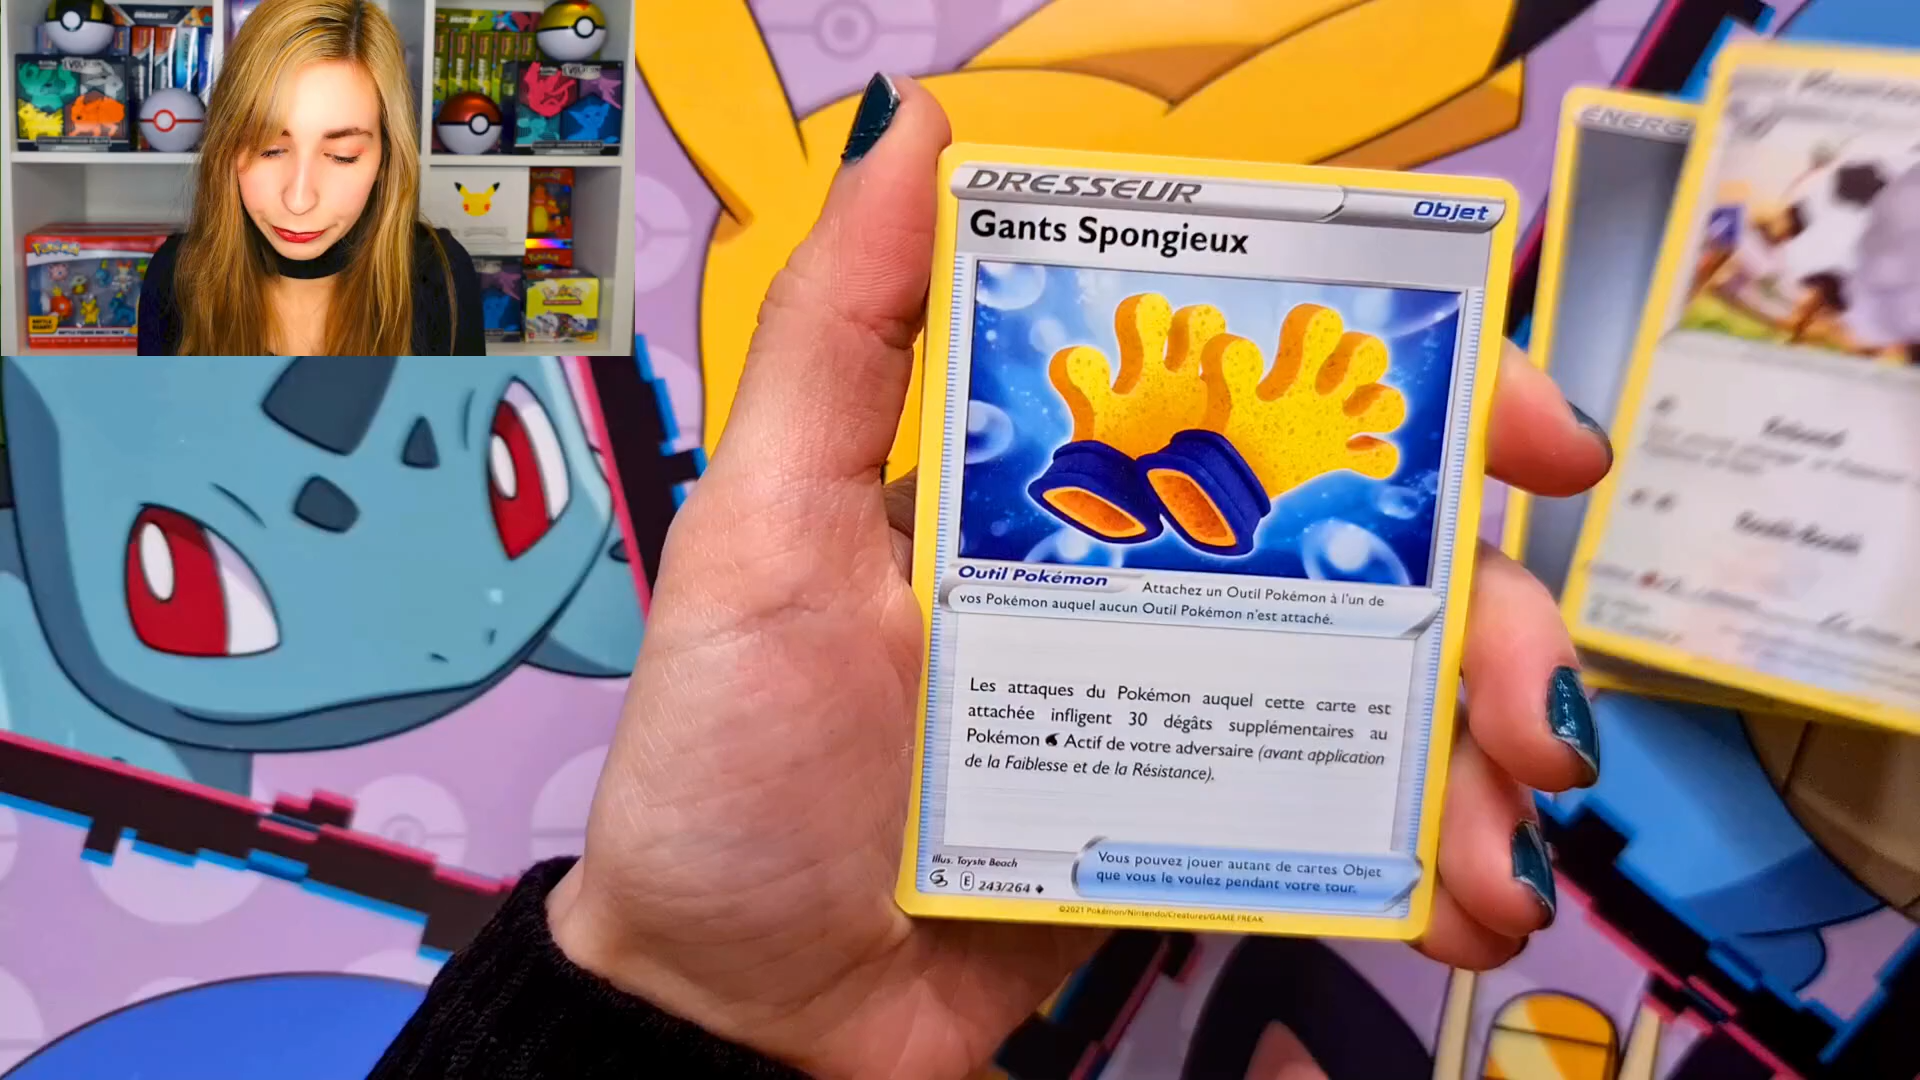 DRESSEUR
Objet
Gants Spongieux
Outil Pokémon
Attachez un Outil Pokémon à l'un de
vos Pokémon auquel aucun Outil Pokémon n'est attaché.
Les attaques du Pokémon auquel cette carte est
attachée infligent 30 dégâts supplémentaires au
Pokémon Actif de votre adversaire (avant application
de la Faiblesse et de la Résistance).
Illus. Toyste Beach
E 243/264
Vous pouvez jouer autant de cartes Objet
que vous le voulez pendant votre tour.
©2021 Pokémon/Nintendo/Creatures/GAME FREAK
ÉNERG
Pokémon